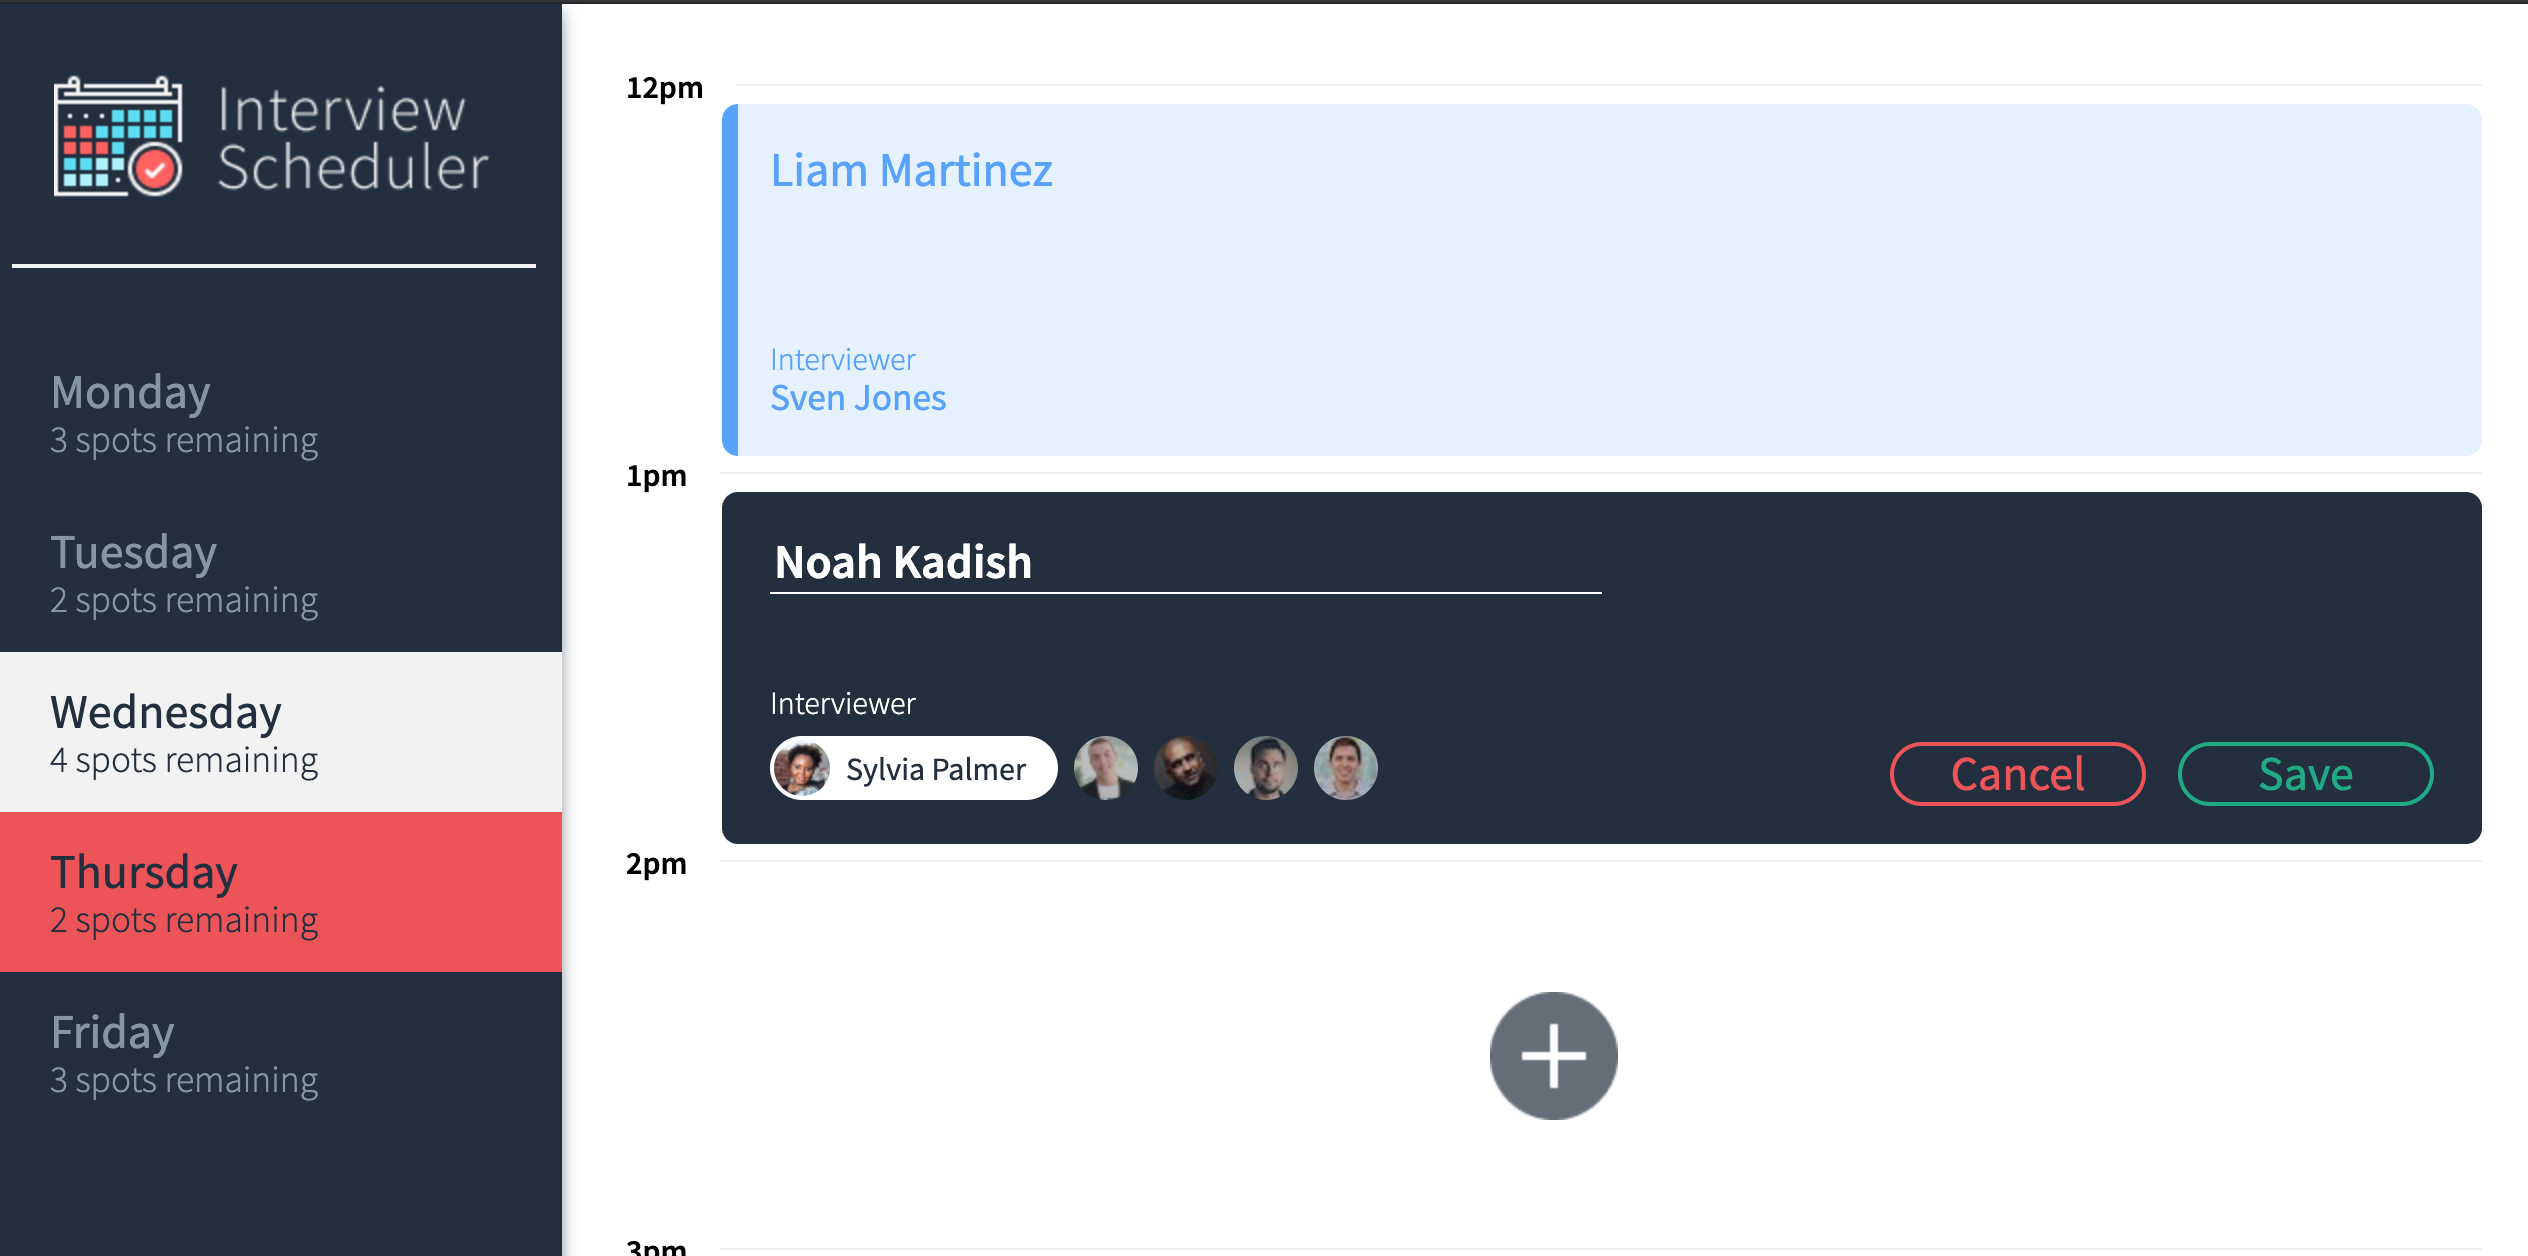 Interview
Scheduler
Monday
3 spots remaining
Tuesday
2 spots remaining
Wednesday
4 spots remaining
Thursday
2 spots remaining
Friday
3 spots remaining
12pm
Liam Martinez
Interviewer
Sven Jones
1pm
Noah Kadish
Interviewer
Sylvia Palmer
Cancel
Save
2pm
3pm